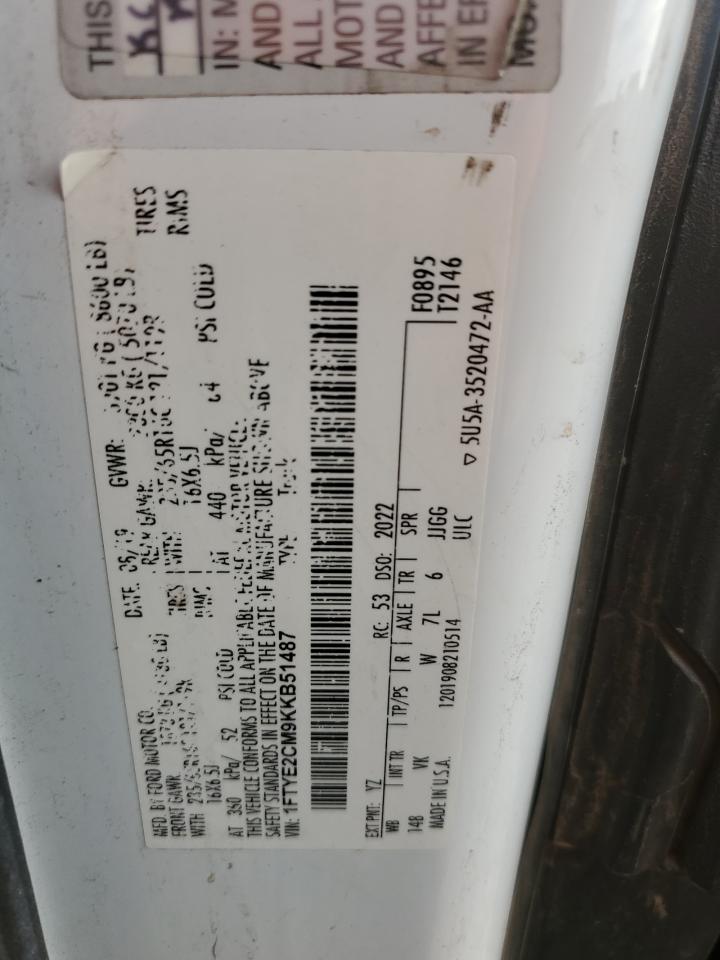 THIS
IN: M
AND
ALL
MOT
AND
AFFE
IN EF
MFD. BY FORD MOTOR CO.
DATE: GVWR: LB)
FRONT GAWR: REAR GAWR:
WITH TIRES WITH TIRES
16X6.5J 16X6.5J RIMS
AT 360 kPa/ 52 PSI COLD AT 440 kPa/ PSI COLD
THIS VEHICLE CONFORMS TO ALL APPLICABLE FEDERAL MOTOR VEHICLE
SAFETY STANDARDS IN EFFECT ON THE DATE OF MANUFACTURE SHOWN ABOVE
VIN: 1FTYE2CM9KKB51487 TYPE Truck
EXT PNT: YZ RC: 53 DSO: 2022 F0895
WB INT TR TP/PS R AXLE TR SPR T2146
148 VK W 7L 6 JJGG
MADE IN U.S.A. 1201908210514 ULC
▽ 5U5A-3520472-AA